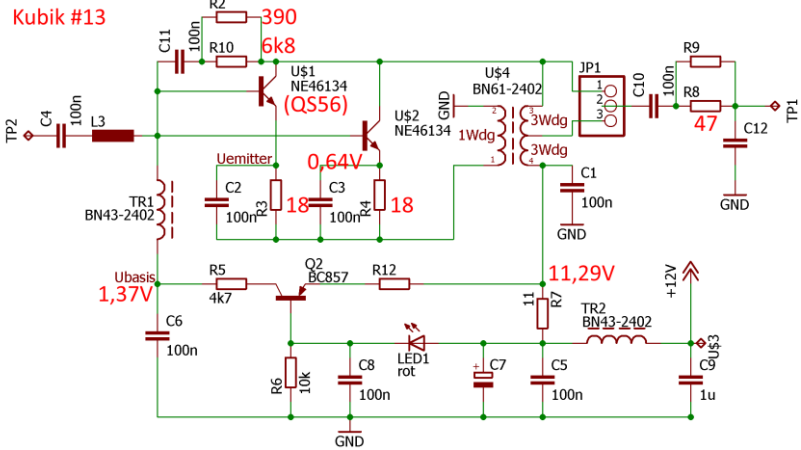 Kubik #13
R2
390
C11
100n
R10
6k8
U$1
NE46134
(QS56)
U$2
NE46134
U$4
BN61-2402
GND
2
3
1Wdg
3Wdg
3Wdg
1
4
JP1
1
2
3
C10
100n
R9
R8
47
TP1
C12
GND
TP2
C4
100n
L3
Uemitter
0,64V
C2
100n
R3
18
C3
100n
R4
18
C1
100n
GND
TR1
BN43-2402
Ubasis
1,37V
R5
4k7
Q2
BC857
R12
11,29V
+12V
11
R7
TR2
BN43-2402
U$3
C6
100n
R6
10k
C8
100n
LED1
rot
+
C7
C5
100n
C9
1u
GND